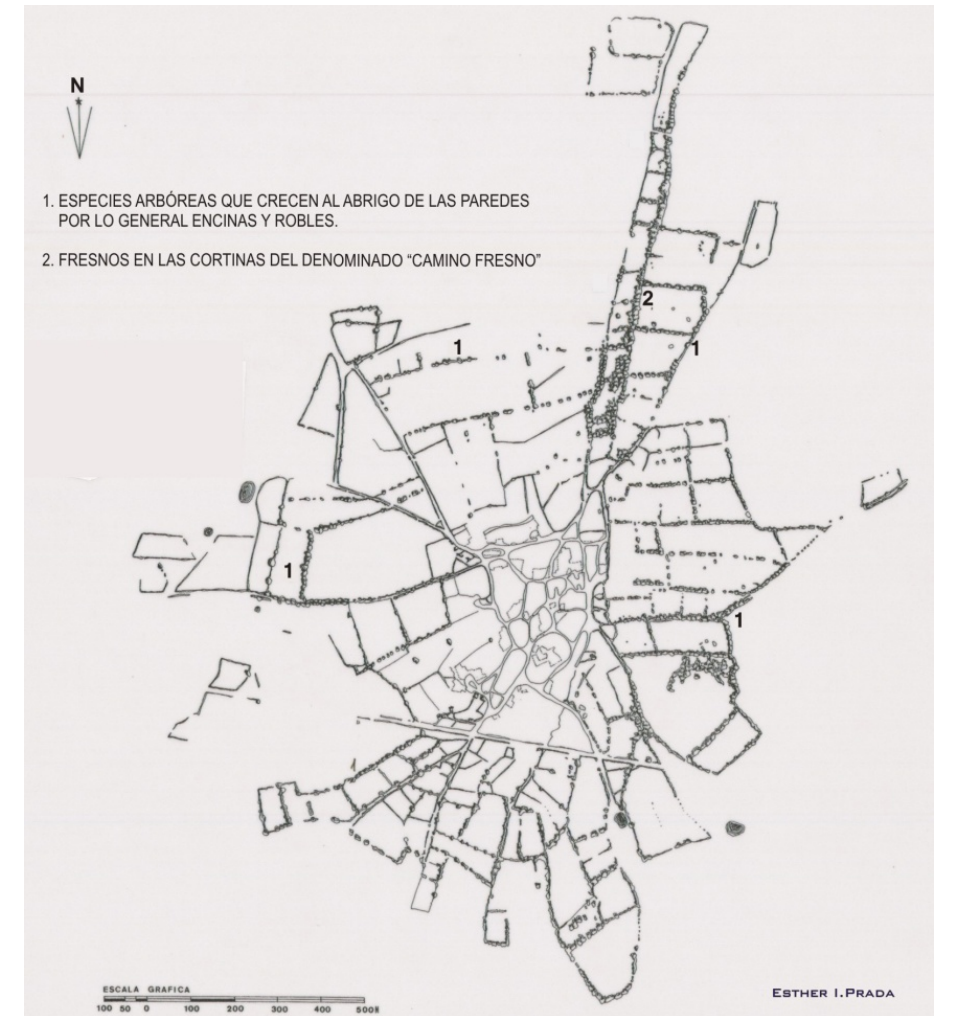 N
1. ESPECIES ARBÓREAS QUE CRECEN AL ABRIGO DE LAS PAREDES
POR LO GENERAL ENCINAS Y ROBLES.
2. FRESNOS EN LAS CORTINAS DEL DENOMINADO “CAMINO FRESNO”
2
1
1
1
1
ESCALA GRAFICA
100 50 0 100 200 300 400 500M
ESTHER I.PRADA